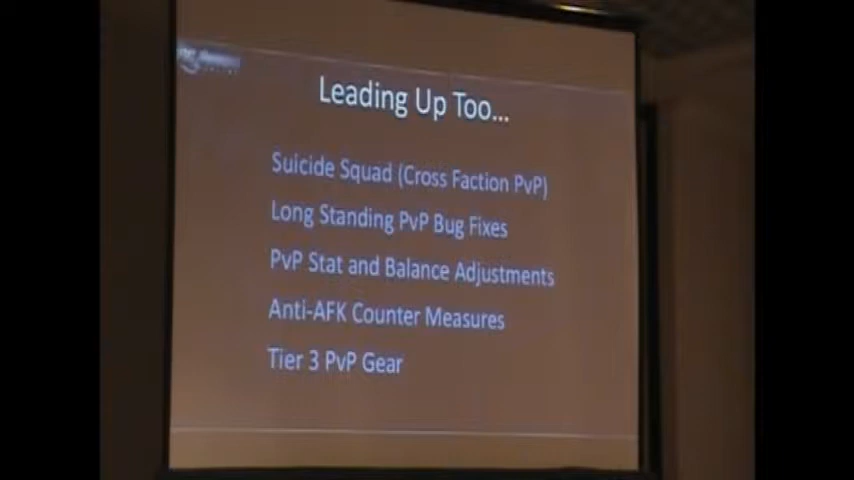 Leading Up Too...
Suicide Squad (Cross Faction PvP)
Long Standing PvP Bug Fixes
PvP Stat and Balance Adjustments
Anti-AFK Counter Measures
Tier 3 PvP Gear